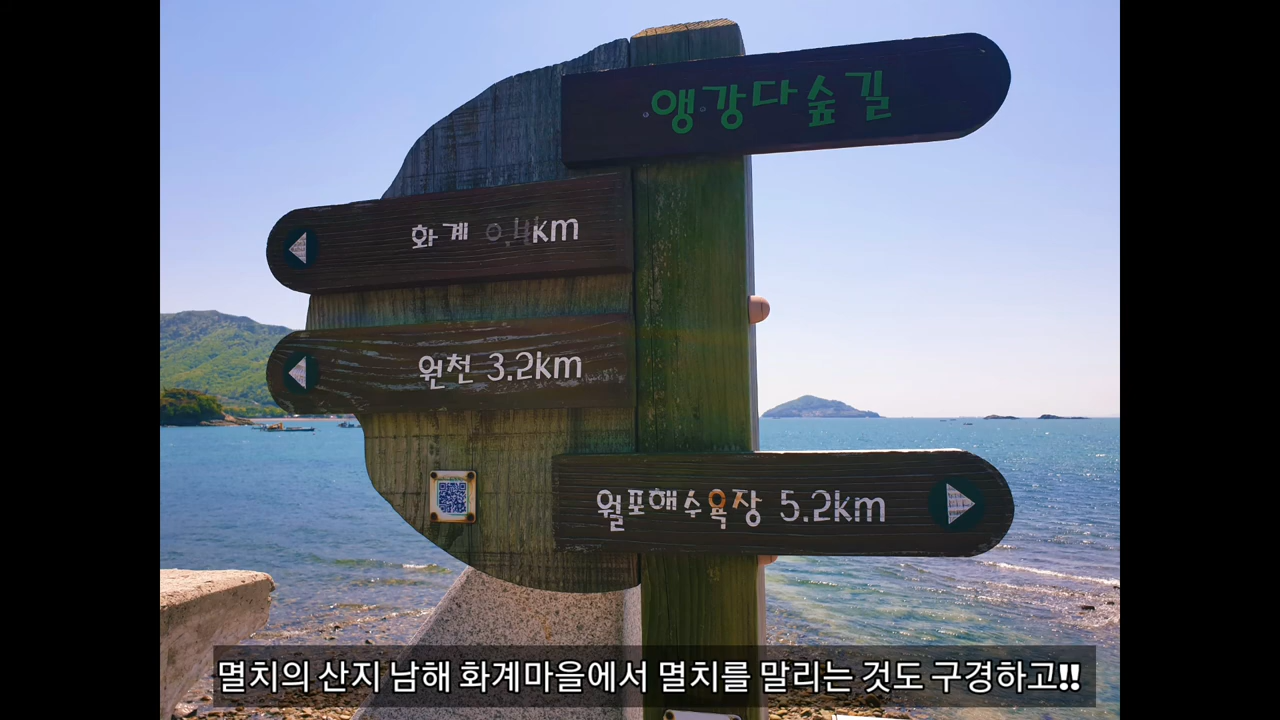 앵강다숲길
화계 km
원천 3.2km
월포해수욕장 5.2km
멸치의 산지 남해 화계마을에서 멸치를 말리는 것도 구경하고!!